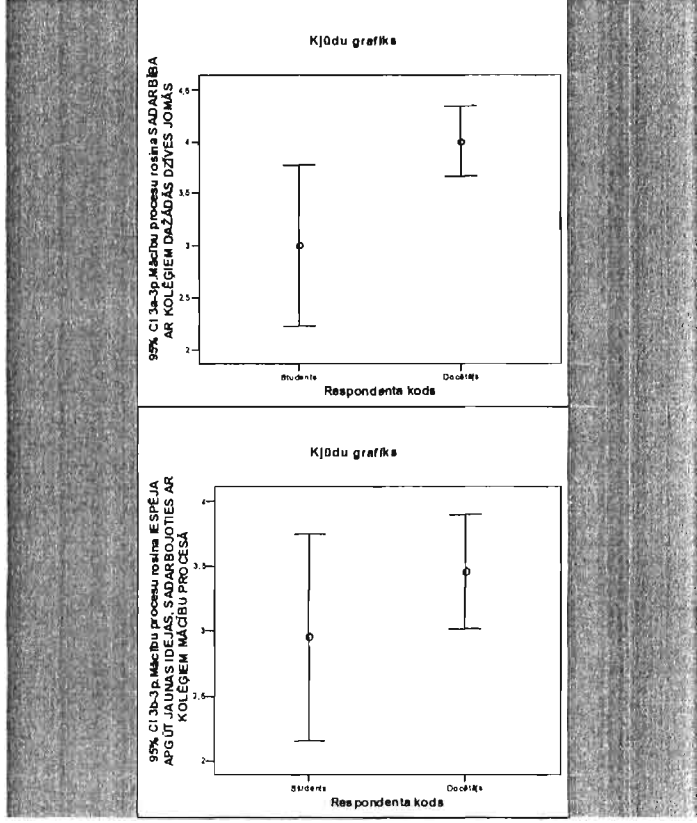 Kļūdu grafiks
95% CI 3a-3p.Mācību procesu rosina SADARBĪBA
AR KOLĒĢIEM DAŽĀDĀS DZĪVES JOMĀS
4,5
4
3,5
3
2,5
2
Students
Docētājs
Respondenta kods
Kļūdu grafiks
95% CI 3b-3p.Mācību procesu rosina IESPĒJA
APGŪT JAUNAS IDEJAS, SADARBOJOTIES AR
KOLĒĢIEM MĀCĪBU PROCESĀ
4
3,5
3
2,5
2
Students
Docētājs
Respondenta kods